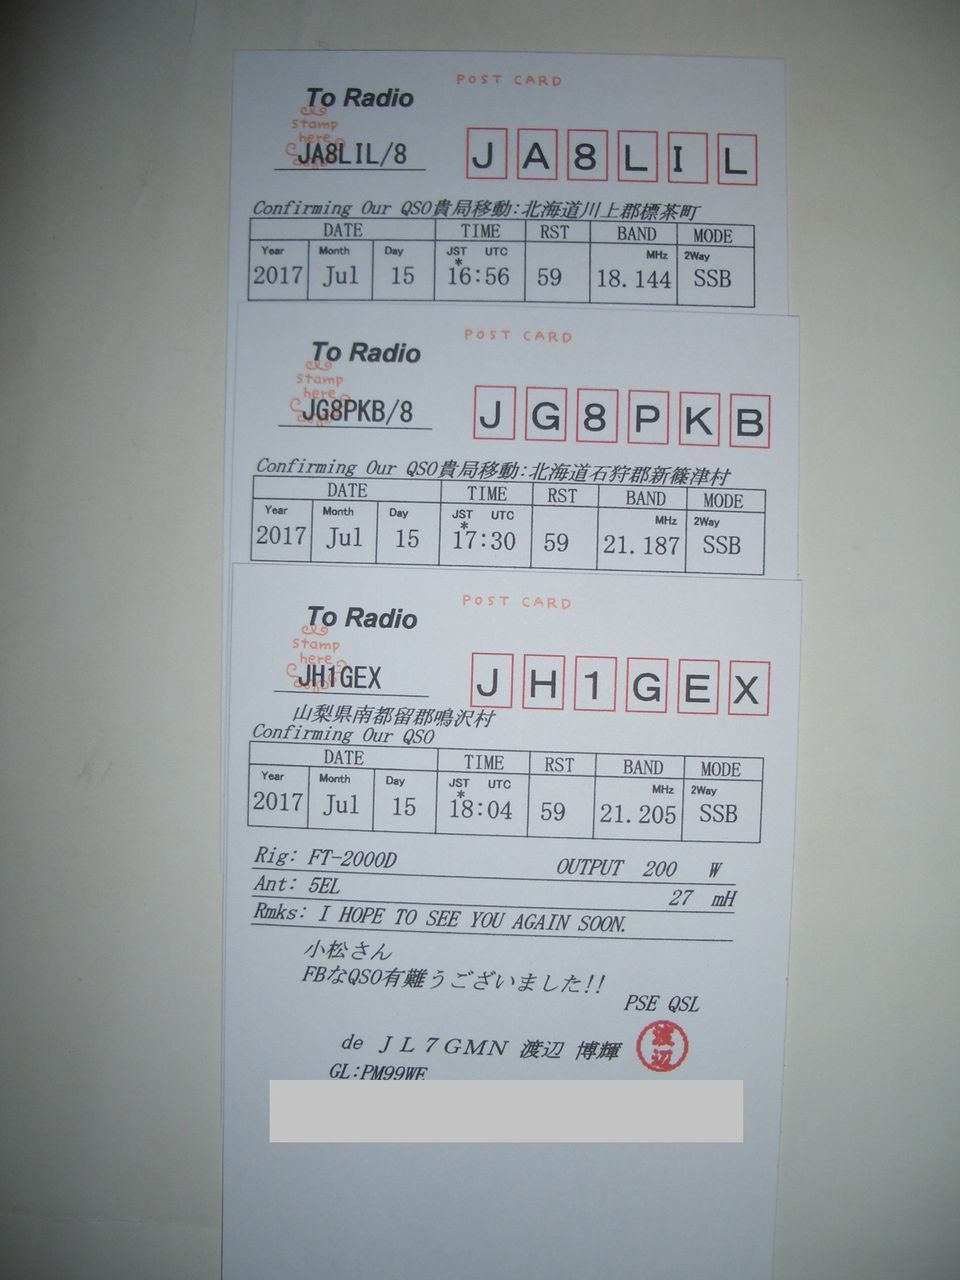 POST CARD
To Radio
stamp
here
JA8LIL/8
J A 8 L I L
Confirming Our QSO貴局移動:北海道川上郡標茶町
DATE TIME RST BAND MODE
Year Month Day JST UTC MHz 2Way
*
2017 Jul 15 16:56 59 18.144 SSB
POST CARD
To Radio
stamp
here
JG8PKB/8
J G 8 P K B
Confirming Our QSO貴局移動:北海道石狩郡新篠津村
DATE TIME RST BAND MODE
Year Month Day JST UTC MHz 2Way
*
2017 Jul 15 17:30 59 21.187 SSB
POST CARD
To Radio
stamp
here
JH1GEX
J H 1 G E X
山梨県南都留郡鳴沢村
Confirming Our QSO
DATE TIME RST BAND MODE
Year Month Day JST UTC MHz 2Way
*
2017 Jul 15 18:04 59 21.205 SSB
Rig: FT-2000D OUTPUT 200 W
Ant: 5EL 27 mH
Rmks: I HOPE TO SEE YOU AGAIN SOON.
小松さん
FBなQSO有難うございました!!
PSE QSL
de JL7GMN 渡辺 博輝
渡辺
GL:PM99WE